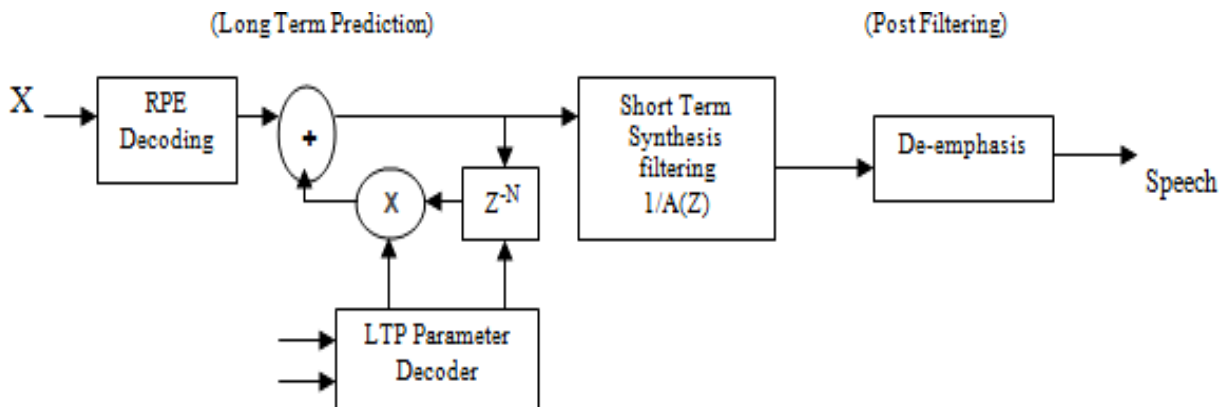 (Long Term Prediction)
(Post Filtering)
X
RPE
Decoding
+
X
Z^-N
Short Term
Synthesis
filtering
1/A(Z)
De-emphasis
Speech
LTP Parameter
Decoder